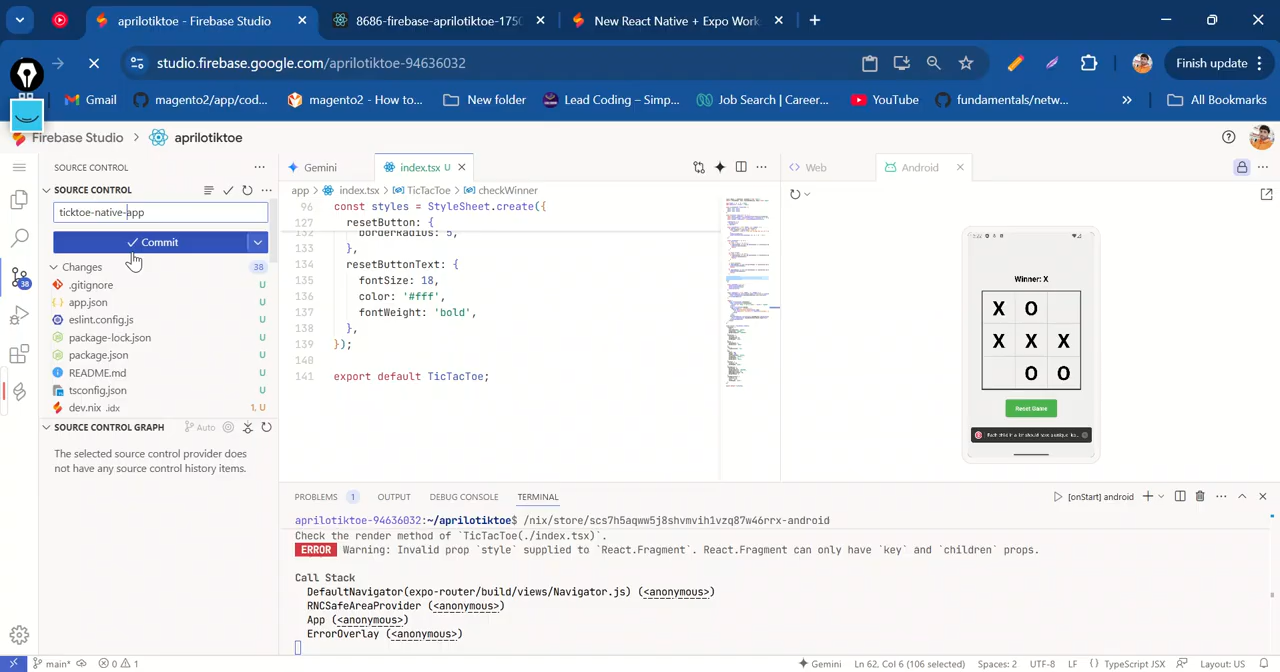 aprilotiktoe - Firebase Studio
8686-firebase-aprilotiktoe-1750
New React Native + Expo Work
studio.firebase.google.com/aprilotiktoe-94636032
Finish update
Gmail
magento2/app/cod...
magento2 - How to...
New folder
Lead Coding – Simp...
Job Search | Career...
YouTube
fundamentals/netw...
All Bookmarks
Firebase Studio
aprilotiktoe
SOURCE CONTROL
SOURCE CONTROL
ticktoe-native-app
Commit
Changes 38
.gitignore U
app.json U
eslint.config.js U
package-lock.json U
package.json U
README.md U
tsconfig.json U
dev.nix .idx 1, U
SOURCE CONTROL GRAPH Auto
The selected source control provider does
not have any source control history items.
38
Gemini
index.tsx U
app > index.tsx > TicTacToe > checkWinner
96 const styles = StyleSheet.create({
127 resetButton: {
132 borderRadius: 5,
133 },
134 resetButtonText: {
135 fontSize: 18,
136 color: '#fff',
137 fontWeight: 'bold',
138 },
139 });
140
141 export default TicTacToe;
Web
Android
Winner: X
X O
X X X
O O
Reset Game
PROBLEMS 1 OUTPUT DEBUG CONSOLE TERMINAL
[onStart] android
aprilotiktoe-94636032:~/aprilotiktoe$ /nix/store/scs7h5aqww5j8shvmvih1vzq87w46rrx-android
Check the render method of `TicTacToe(./index.tsx)`.
ERROR Warning: Invalid prop `style` supplied to `React.Fragment`. React.Fragment can only have `key` and `children` props.
Call Stack
DefaultNavigator(expo-router/build/views/Navigator.js) (<anonymous>)
RNCSafeAreaProvider (<anonymous>)
App (<anonymous>)
ErrorOverlay (<anonymous>)
main*
0 1
Gemini
Ln 62, Col 6 (106 selected)
Spaces: 2
UTF-8
LF
TypeScript JSX
Layout: US